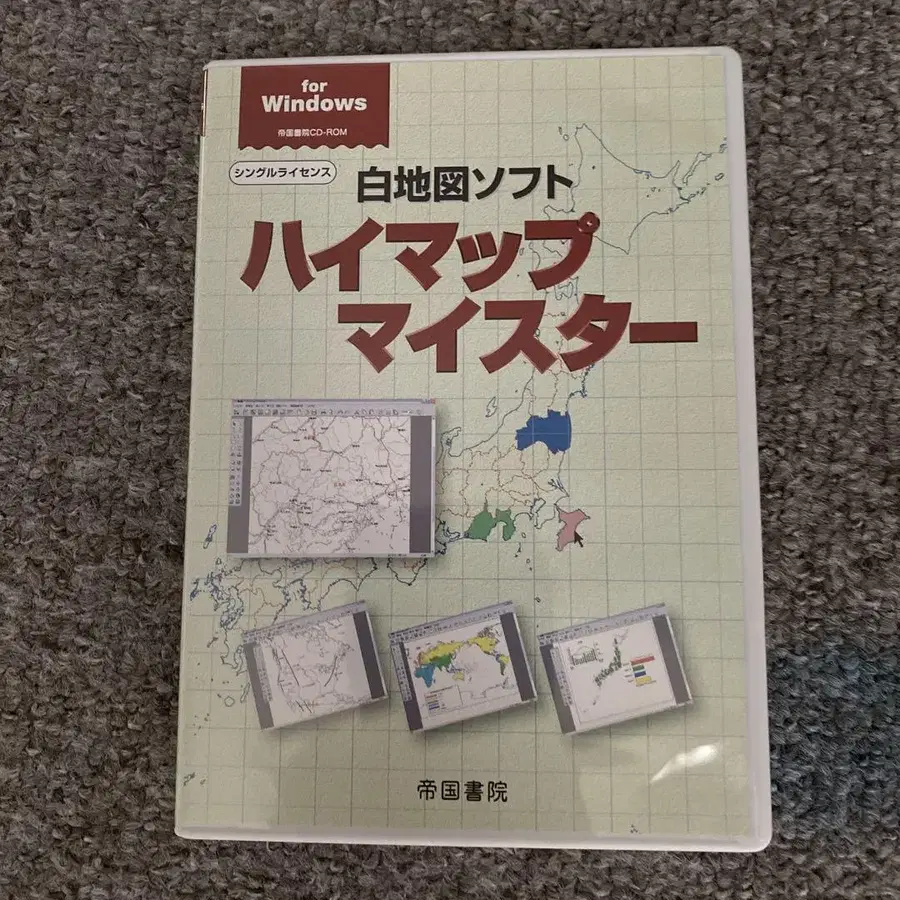 for
Windows
帝国書院CD-ROM
シングルライセンス
白地図ソフト
ハイマップ
マイスター
帝国書院